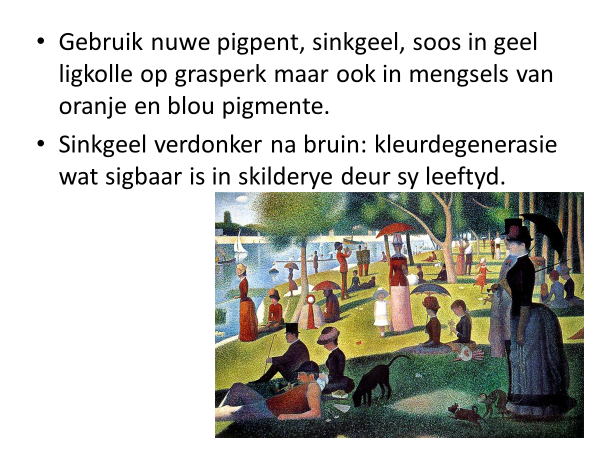 • Gebruik nuwe pigpent, sinkgeel, soos in geel
ligkolle op grasperk maar ook in mengsels van
oranje en blou pigmente.
• Sinkgeel verdonker na bruin: kleurdegenerasie
wat sigbaar is in skilderye deur sy leeftyd.